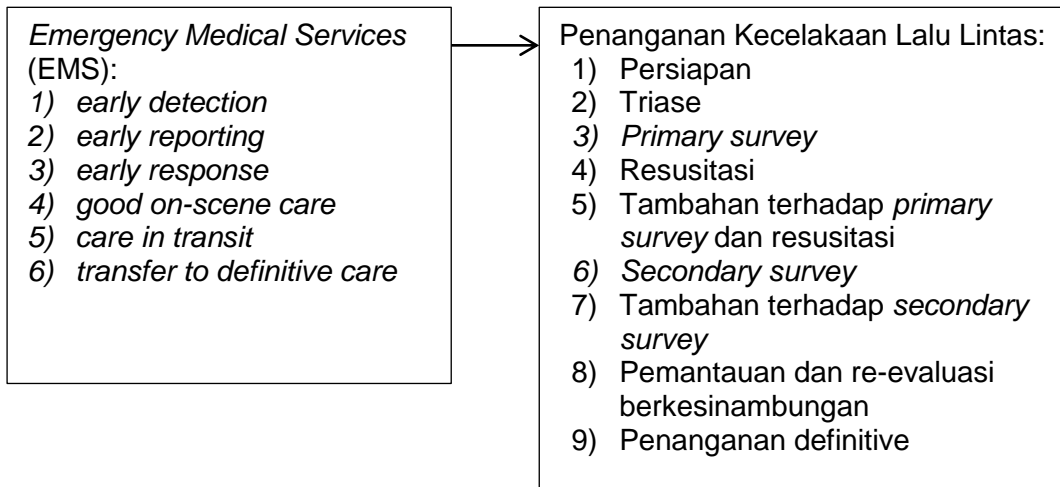 Emergency Medical Services
(EMS):
1) early detection
2) early reporting
3) early response
4) good on-scene care
5) care in transit
6) transfer to definitive care
Penanganan Kecelakaan Lalu Lintas:
1) Persiapan
2) Triase
3) Primary survey
4) Resusitasi
5) Tambahan terhadap primary
survey dan resusitasi
6) Secondary survey
7) Tambahan terhadap secondary
survey
8) Pemantauan dan re-evaluasi
berkesinambungan
9) Penanganan definitive